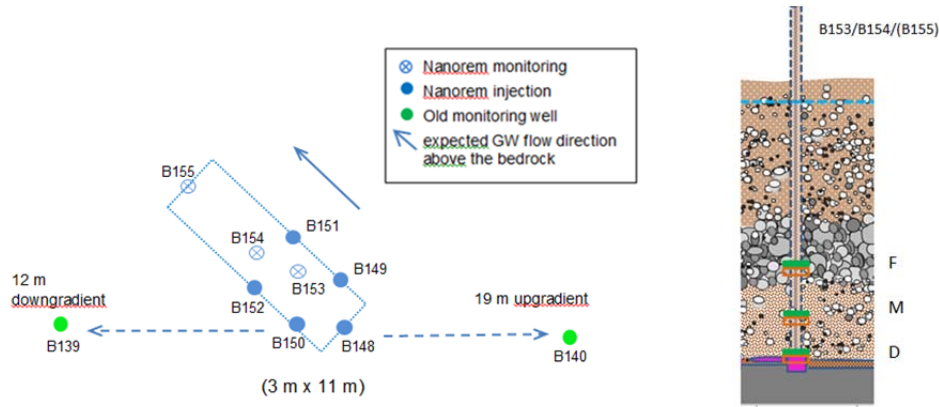 B153/B154/(B155)
Nanorem monitoring
Nanorem injection
Old monitoring well
expected GW flow direction
above the bedrock
B155
B151
B154
B149
B153
B152
12 m
downgradient
19 m upgradient
B139
B150
B148
B140
(3 m x 11 m)
F
M
D